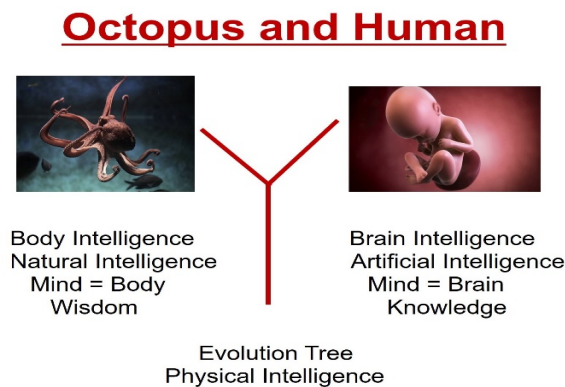 Octopus and Human
Body Intelligence
Natural Intelligence
Mind = Body
Wisdom
Brain Intelligence
Artificial Intelligence
Mind = Brain
Knowledge
Evolution Tree
Physical Intelligence